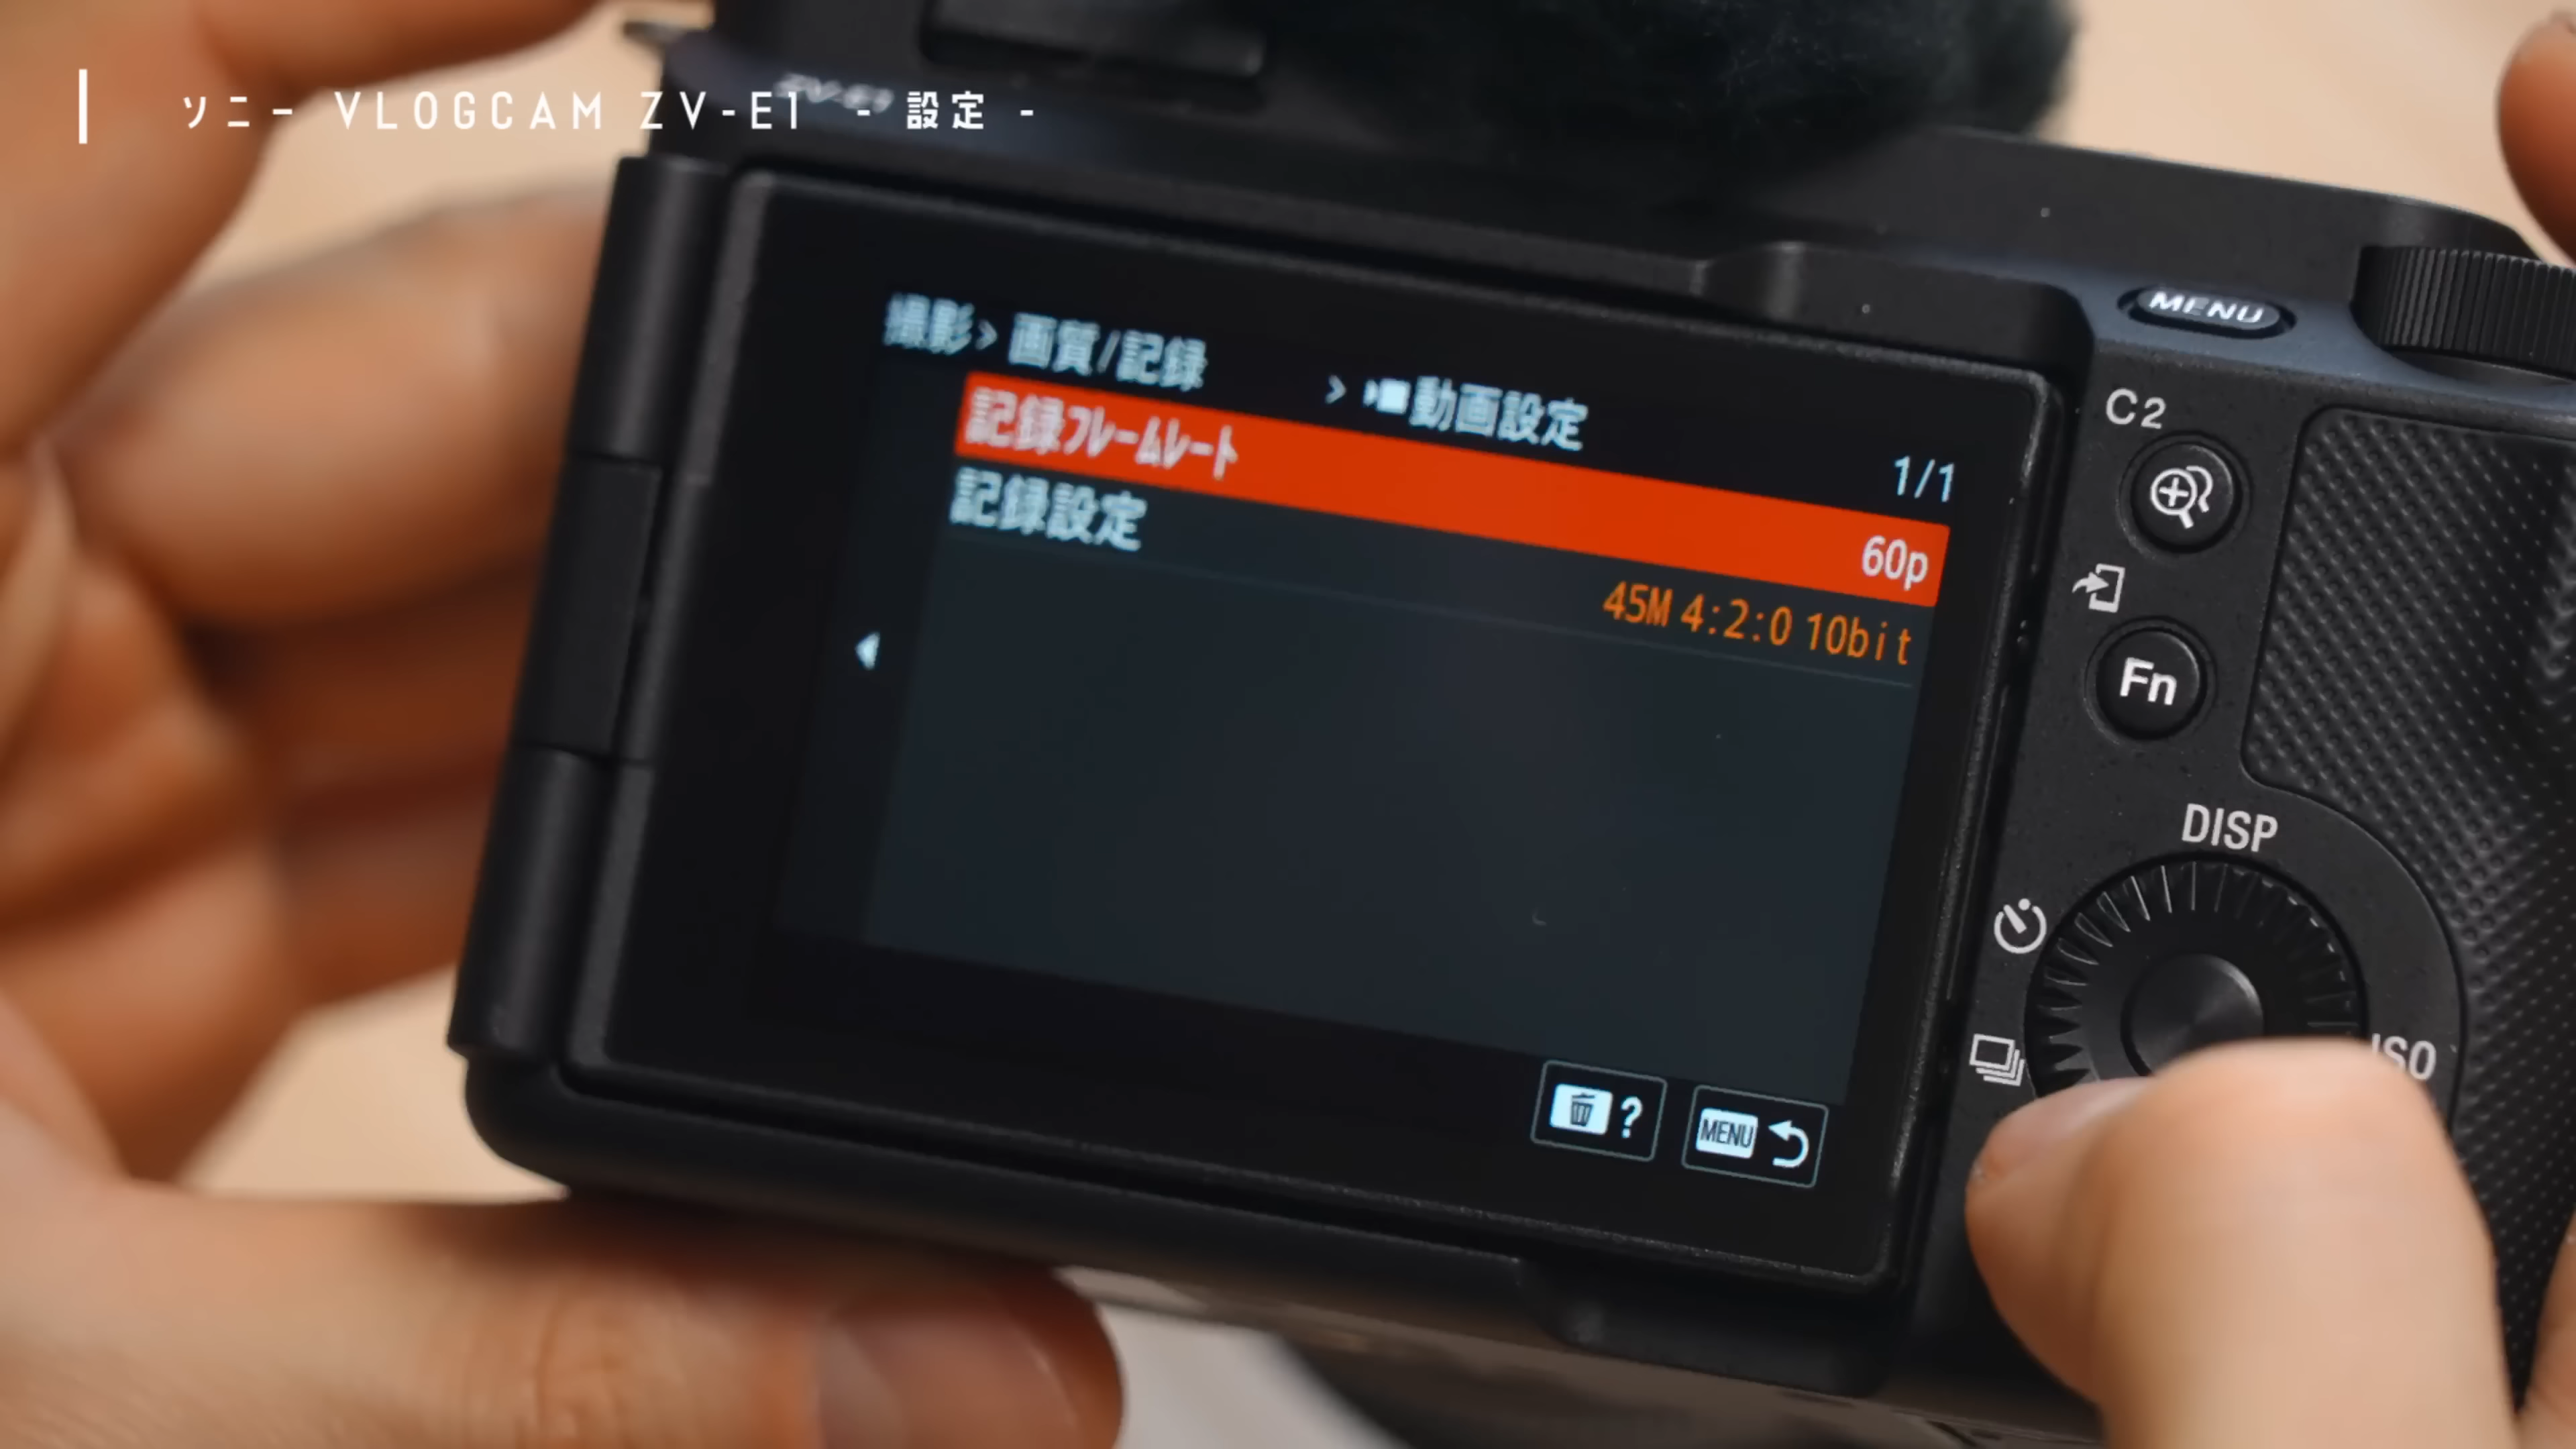 ソニー VLOGCAM ZV-E1 - 設定 -
ZV-E1
MENU
撮影> 画質/記録 > 動画設定
C2
1/1
記録フレームレート 60p
記録設定 45M 4:2:0 10bit
Fn
DISP
ISO
?
MENU